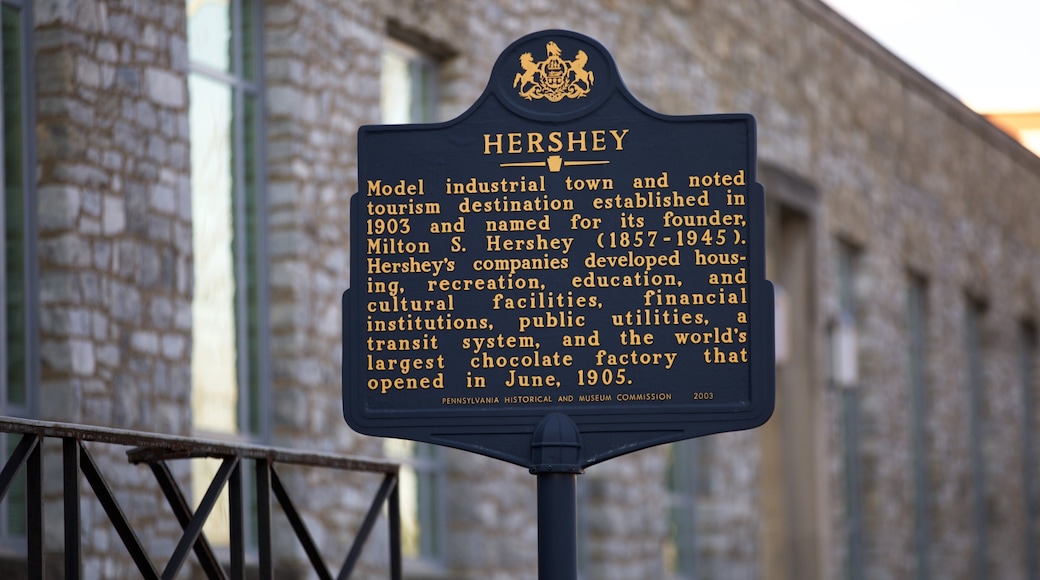 HERSHEY
Model industrial town and noted
tourism destination established in
1903 and named for its founder,
Milton S. Hershey (1857-1945).
Hershey's companies developed hous-
ing, recreation, education, and
cultural facilities, financial
institutions, public utilities, a
transit system, and the world's
largest chocolate factory that
opened in June, 1905.
PENNSYLVANIA HISTORICAL AND MUSEUM COMMISSION 2003